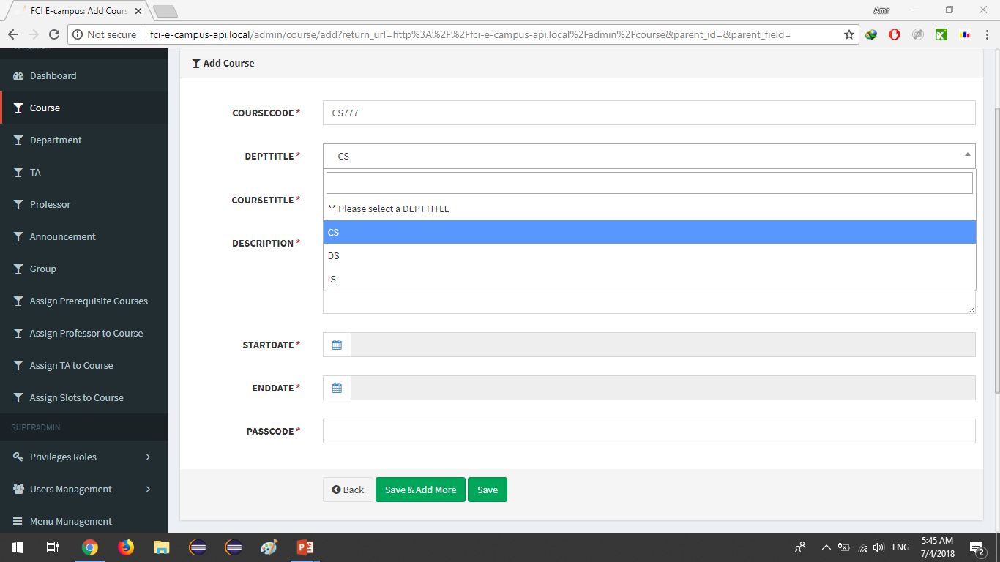 FCI E-campus: Add Cours
Amr
Not secure
fci-e-campus-api.local/admin/course/add?return_url=http%3A%2F%2Ffci-e-campus-api.local%2Fadmin%2Fcourse&parent_id=&parent_field=
Dashboard
Course
Department
TA
Professor
Announcement
Group
Assign Prerequisite Courses
Assign Professor to Course
Assign TA to Course
Assign Slots to Course
SUPERADMIN
Privileges Roles
Users Management
Menu Management
Add Course
COURSECODE *
CS777
DEPTTITLE *
CS
** Please select a DEPTTITLE
CS
DS
IS
COURSETITLE *
DESCRIPTION *
STARTDATE *
ENDDATE *
PASSCODE *
Back
Save & Add More
Save
ENG
5:45 AM
7/4/2018
2